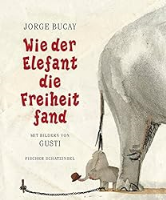 JORGE BUCAY
Wie der
Elefant
die
Freiheit
fand
MIT BILDERN VON
GUSTI
FISCHER SCHATZINSEL